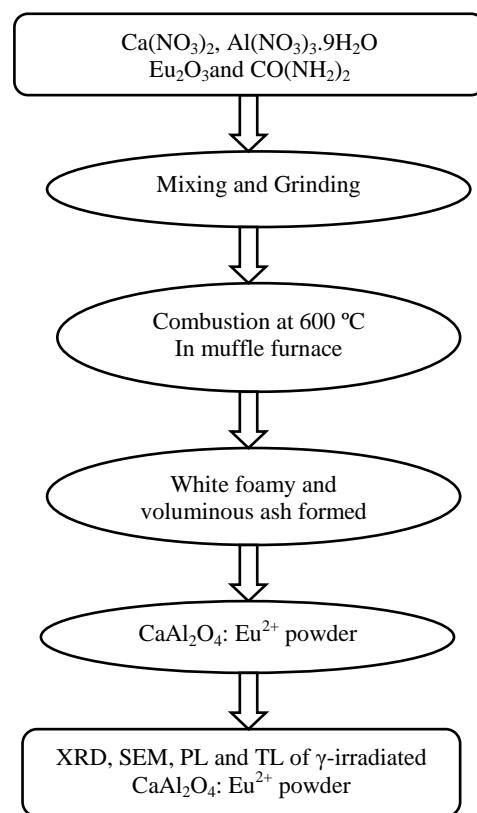 Ca(NO₃)₂, Al(NO₃)₃.9H₂O
Eu₂O₃and CO(NH₂)₂
Mixing and Grinding
Combustion at 600 ºC
In muffle furnace
White foamy and
voluminous ash formed
CaAl₂O₄: Eu²⁺ powder
XRD, SEM, PL and TL of γ-irradiated
CaAl₂O₄: Eu²⁺ powder